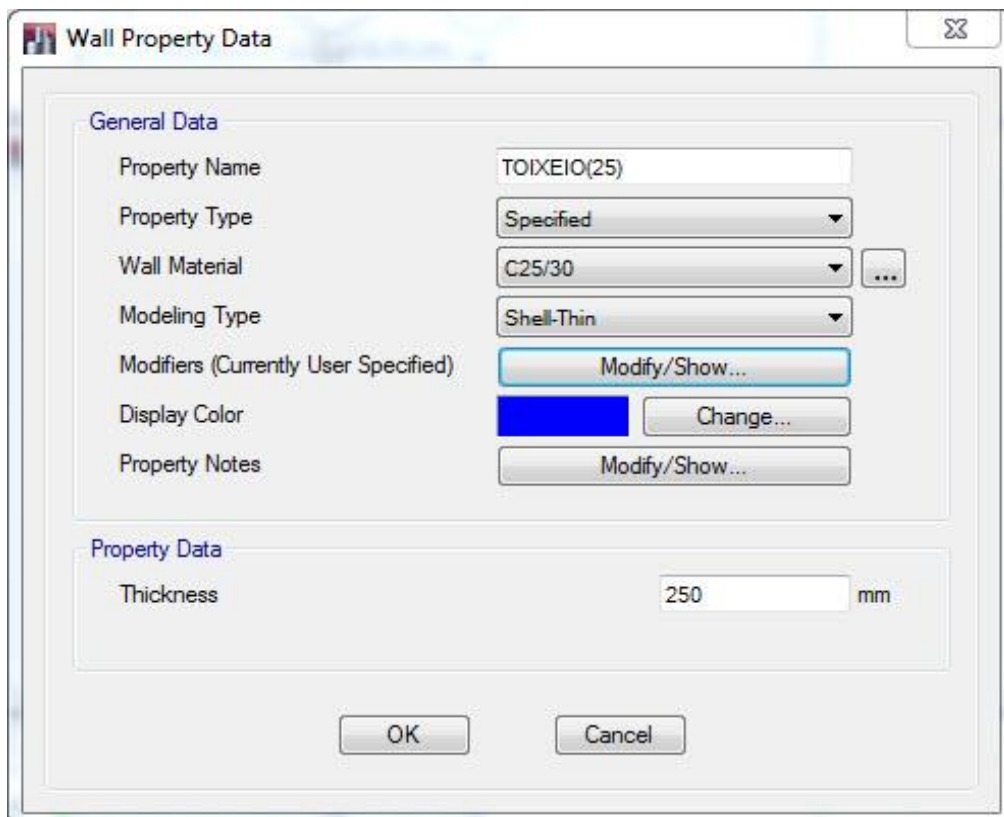 Wall Property Data
General Data
Property Name TOIXEIO(25)
Property Type Specified
Wall Material C25/30 ...
Modeling Type Shell-Thin
Modifiers (Currently User Specified) Modify/Show...
Display Color Change...
Property Notes Modify/Show...
Property Data
Thickness 250 mm
OK Cancel